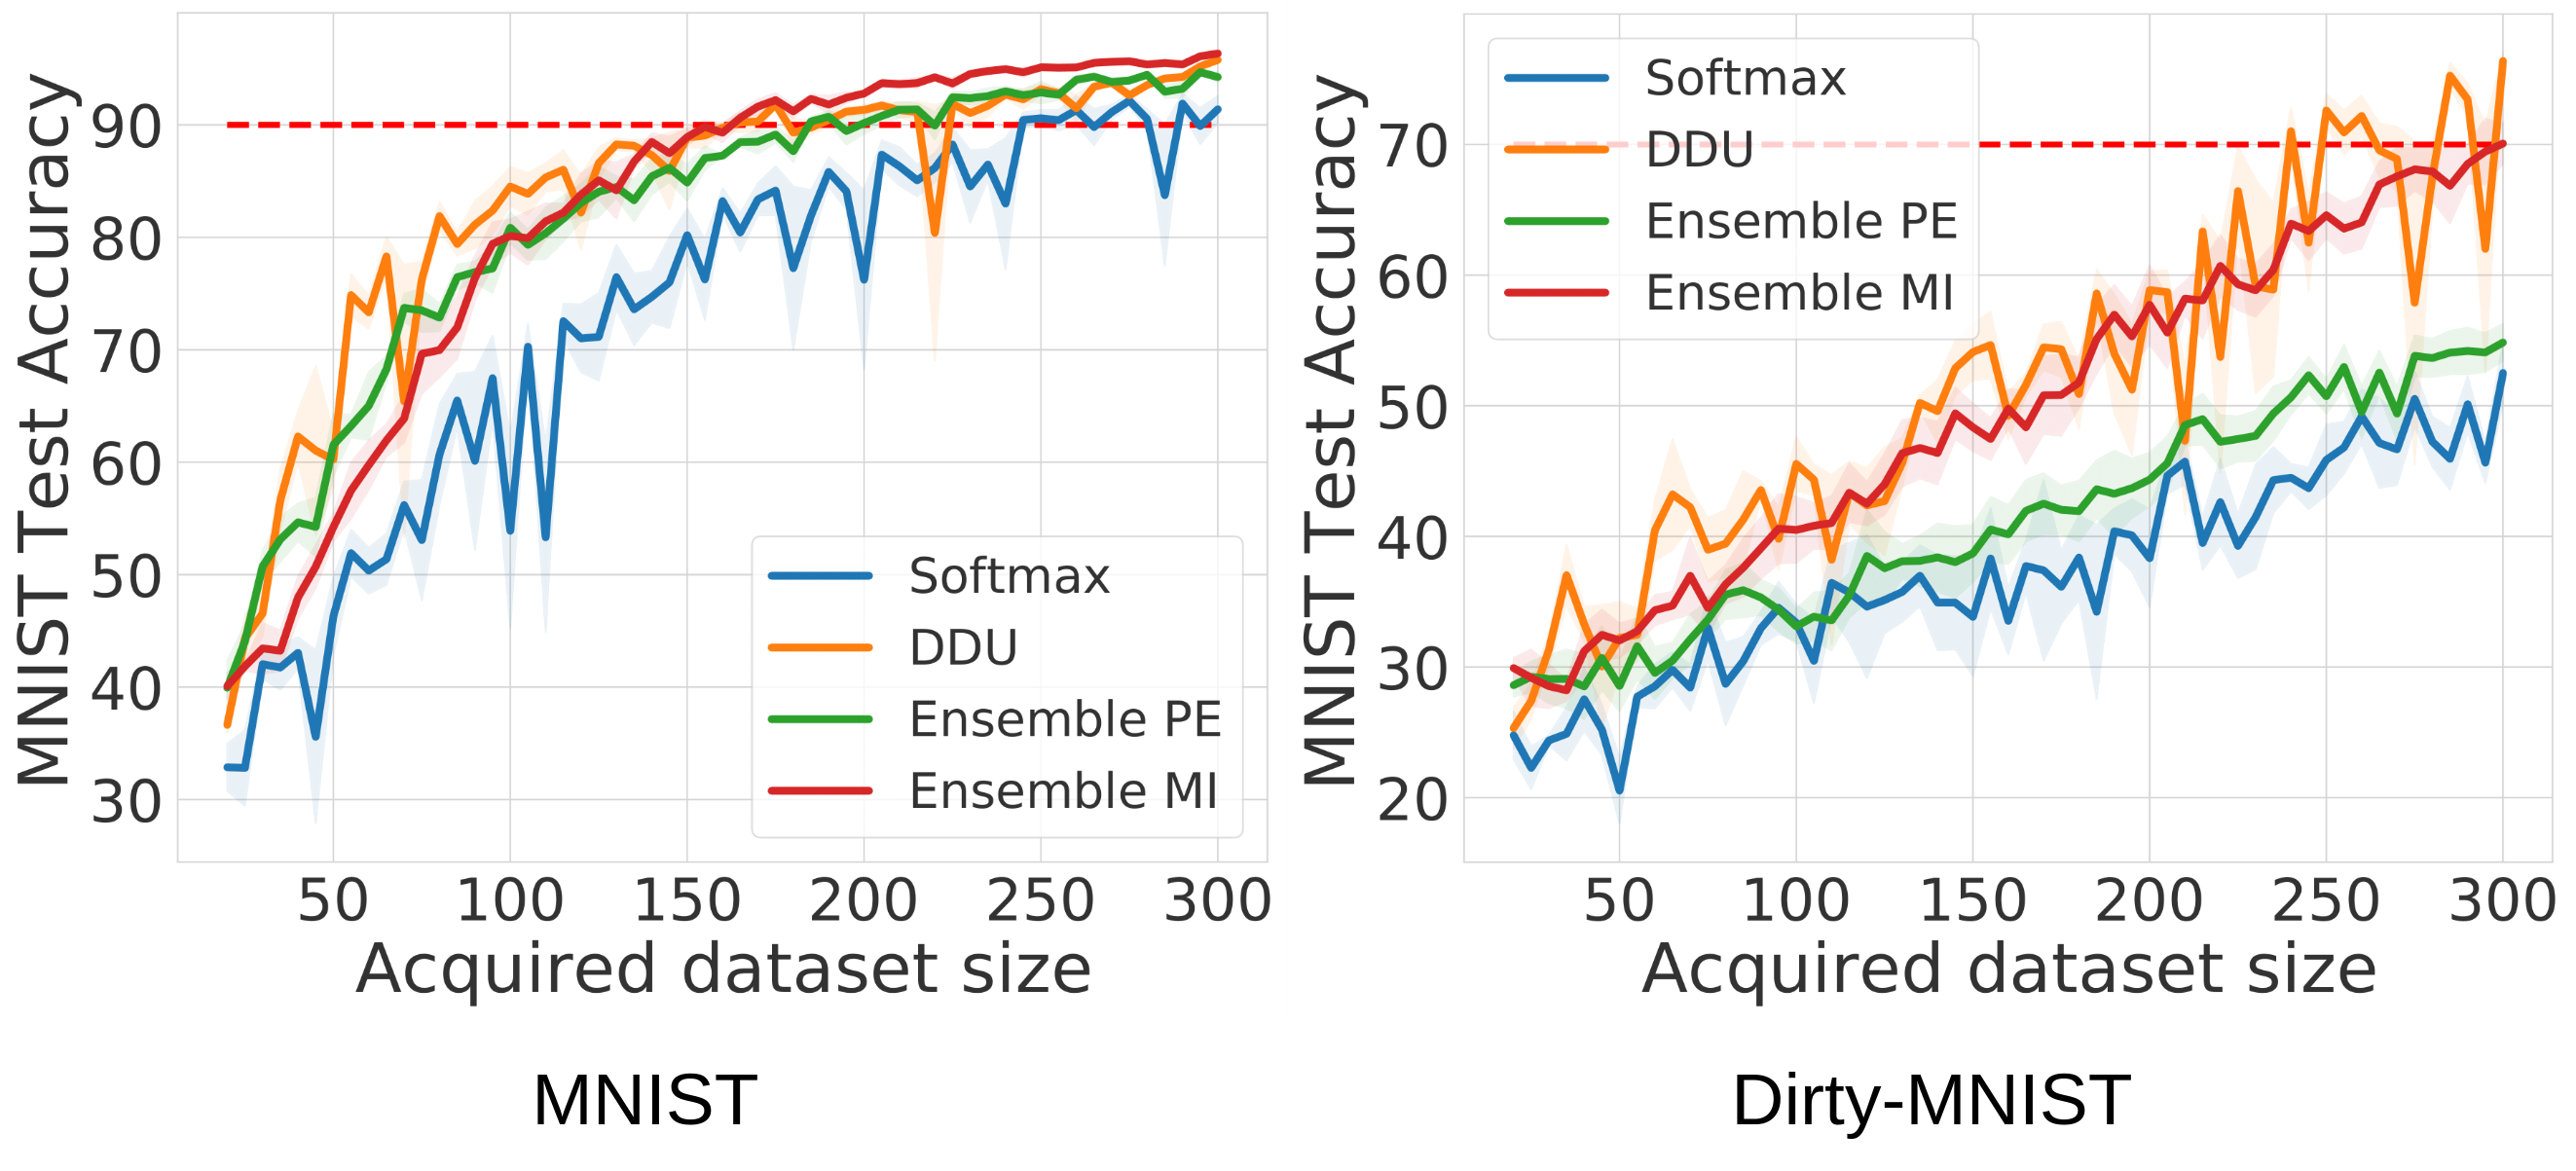 MNIST Test Accuracy
90
80
70
60
50
40
30
Softmax
DDU
Ensemble PE
Ensemble MI
50 100 150 200 250 300
Acquired dataset size
MNIST
MNIST Test Accuracy
70
60
50
40
30
20
Softmax
DDU
Ensemble PE
Ensemble MI
50 100 150 200 250 300
Acquired dataset size
Dirty-MNIST